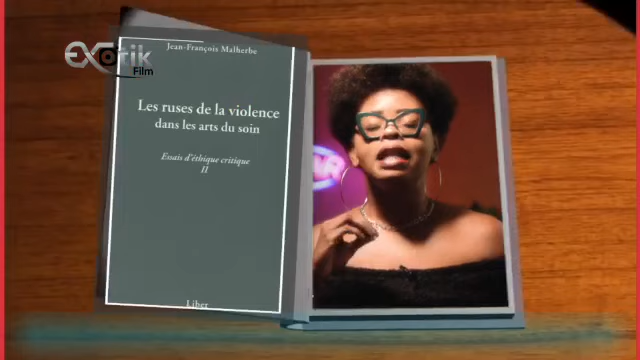 Jean-François Malherbe
EXOtik
Film
Les ruses de la violence
dans les arts du soin
Essais d'éthique critique
II
Liber